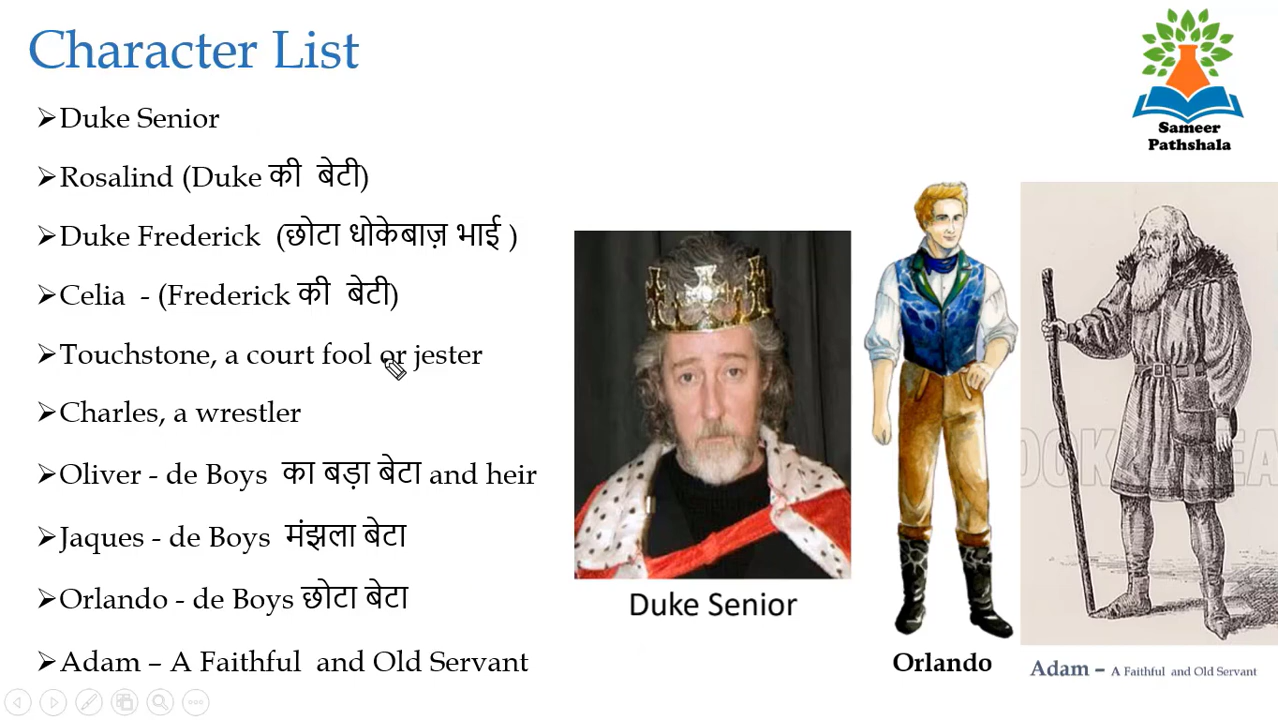 Character List
➢Duke Senior
➢Rosalind (Duke की बेटी)
➢Duke Frederick (छोटा धोकेबाज़ भाई )
➢Celia - (Frederick की बेटी)
➢Touchstone, a court fool or jester
➢Charles, a wrestler
➢Oliver - de Boys का बड़ा बेटा and heir
➢Jaques - de Boys मंझला बेटा
➢Orlando - de Boys छोटा बेटा
➢Adam – A Faithful and Old Servant
Sameer
Pathshala
Duke Senior
Orlando
Adam – A Faithful and Old Servant